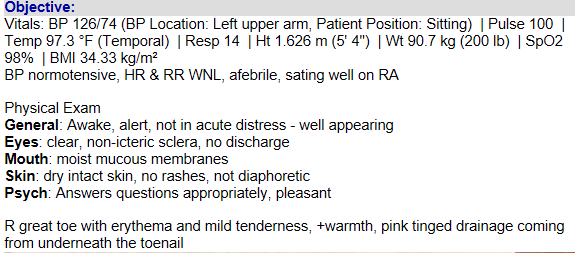 Objective:
Vitals: BP 126/74 (BP Location: Left upper arm, Patient Position: Sitting)  | Pulse 100  |
Temp 97.3 °F (Temporal)  | Resp 14  | Ht 1.626 m (5' 4")  | Wt 90.7 kg (200 lb)  | SpO2
98%  | BMI 34.33 kg/m²
BP normotensive, HR & RR WNL, afebrile, sating well on RA

Physical Exam
General: Awake, alert, not in acute distress - well appearing
Eyes: clear, non-icteric sclera, no discharge
Mouth: moist mucous membranes
Skin: dry intact skin, no rashes, not diaphoretic
Psych: Answers questions appropriately, pleasant

R great toe with erythema and mild tenderness, +warmth, pink tinged drainage coming
from underneath the toenail